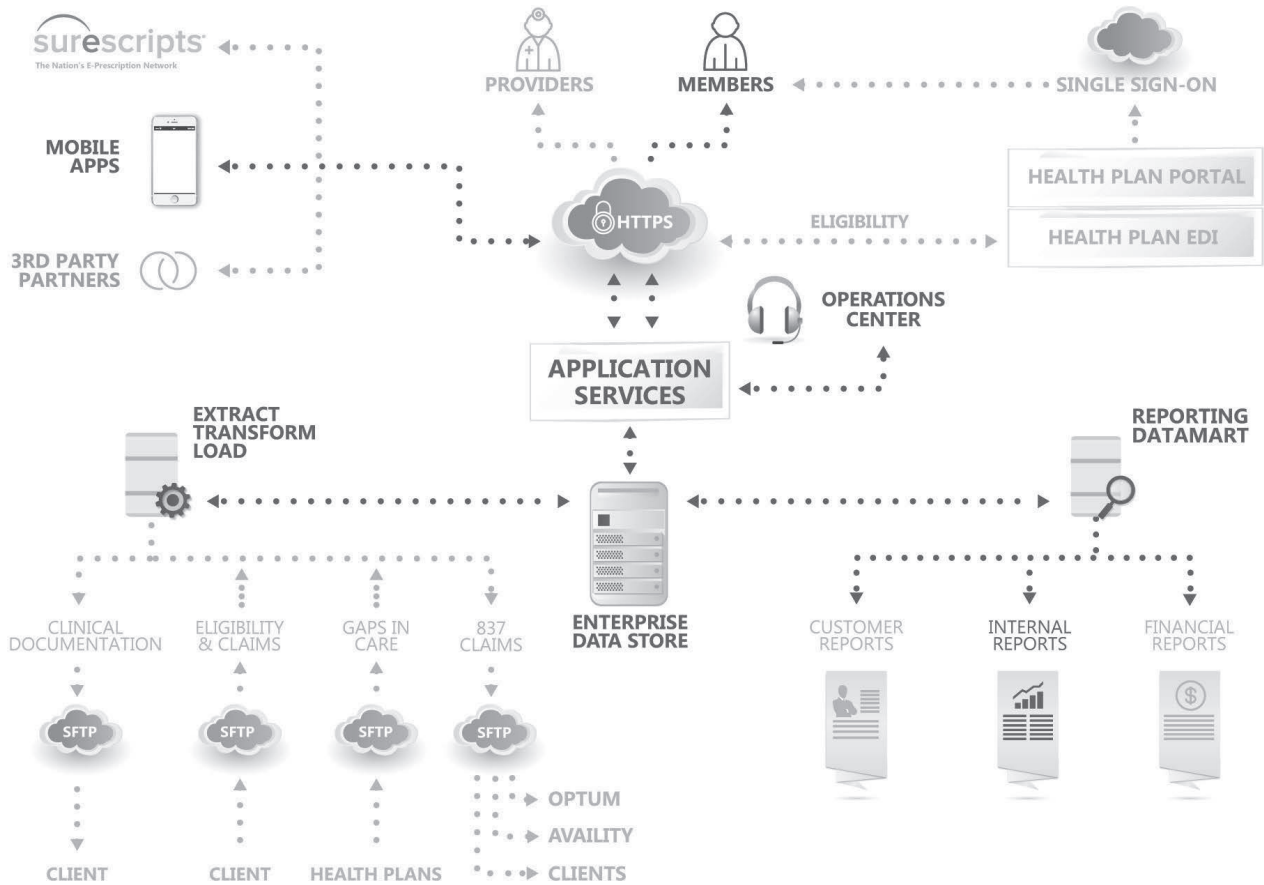 surescripts
The Nation's E-Prescription Network
PROVIDERS
MEMBERS
SINGLE SIGN-ON
MOBILE
APPS
HEALTH PLAN PORTAL
HTTPS
ELIGIBILITY
HEALTH PLAN EDI
3RD PARTY
PARTNERS
OPERATIONS
CENTER
APPLICATION
SERVICES
EXTRACT
TRANSFORM
LOAD
REPORTING
DATAMART
ENTERPRISE
DATA STORE
CLINICAL
DOCUMENTATION
ELIGIBILITY
& CLAIMS
GAPS IN
CARE
837
CLAIMS
CUSTOMER
REPORTS
INTERNAL
REPORTS
FINANCIAL
REPORTS
$
SFTP
SFTP
SFTP
SFTP
OPTUM
AVAILITY
CLIENTS
CLIENT
CLIENT
HEALTH PLANS